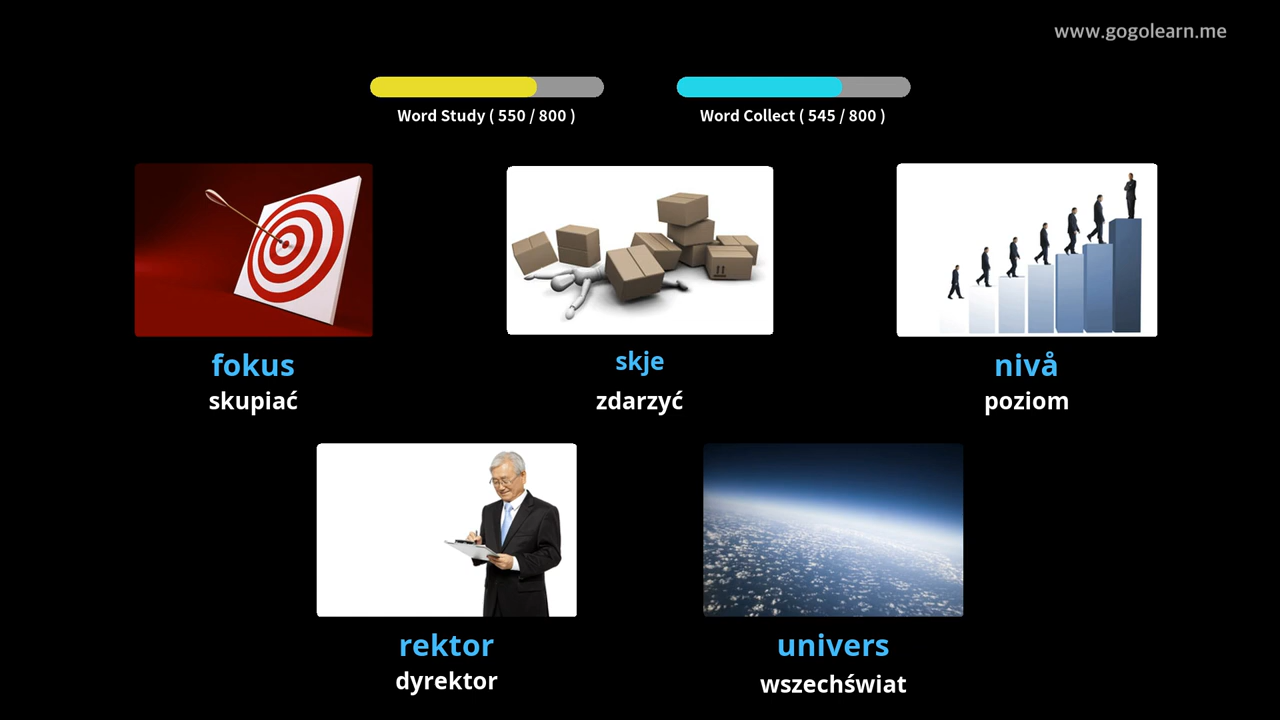 www.gogolearn.me
Word Study ( 550 / 800 )
Word Collect ( 545 / 800 )
fokus
skupiać
skje
zdarzyć
nivå
poziom
rektor
dyrektor
univers
wszechświat